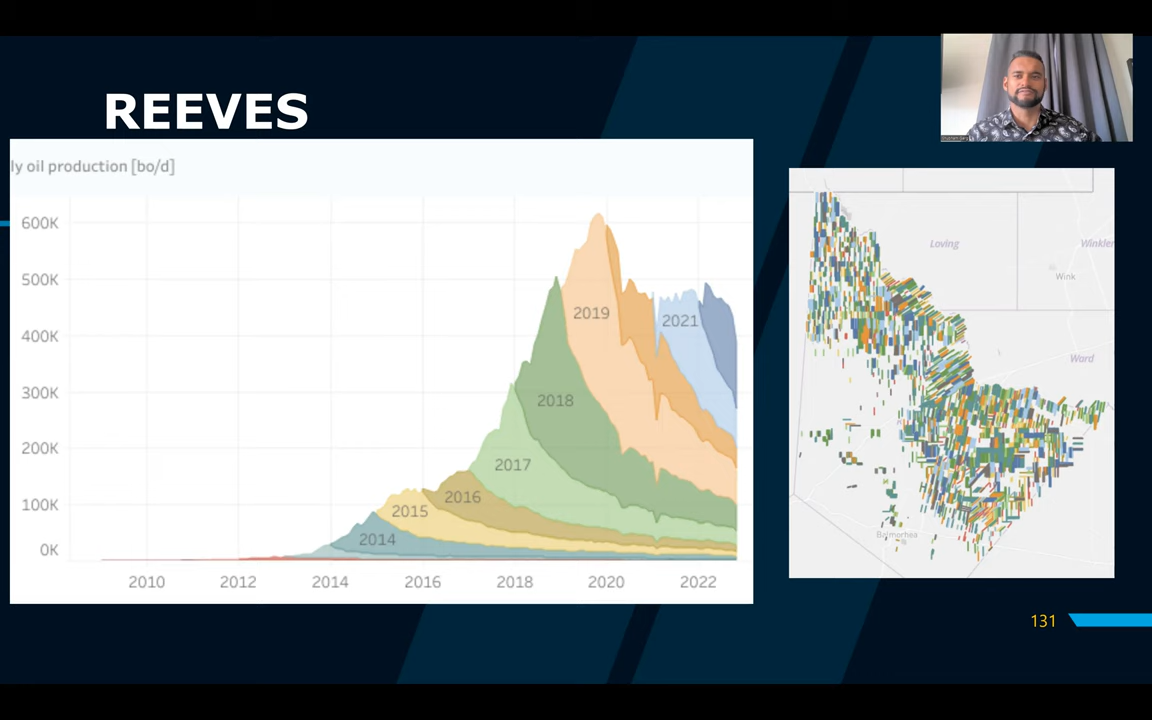 REEVES
ly oil production [bo/d]
600K
500K
400K
300K
200K
100K
0K
2019
2021
2018
2017
2016
2015
2014
2010 2012 2014 2016 2018 2020 2022
Loving
Winkler
Wink
Ward
Balmorhea
131